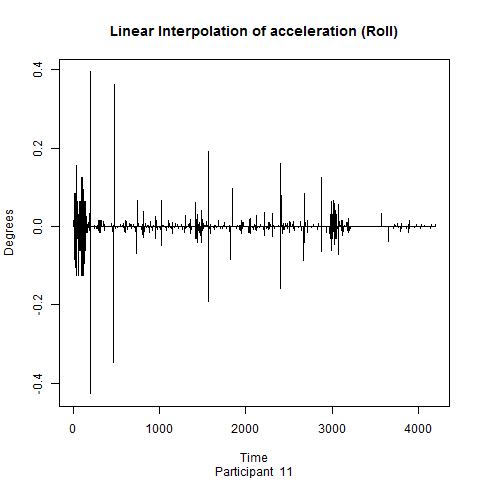 Linear Interpolation of acceleration (Roll)
Degrees
0.4
0.2
0.0
-0.2
-0.4
0 1000 2000 3000 4000
Time
Participant 11